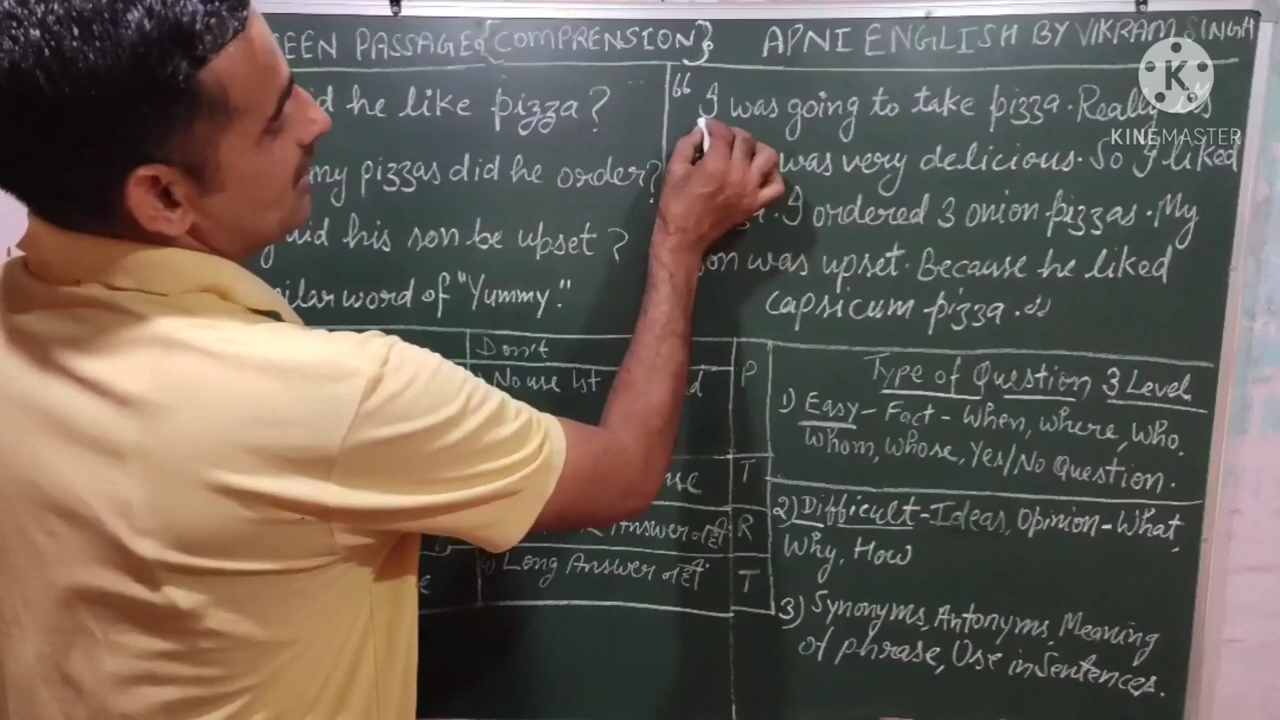 EEN PASSAGE {COMPRENSION} APNI ENGLISH BY VIKRAM SINGH
id he like pizza?
my pizzas did he order?
did his son be upset ?
ilar word of "Yummy."
“ I was going to take pizza. Really
was very delicious. So I liked
. I ordered 3 onion pizzas. My
on was upset. Because he liked
capsicum pizza. ”
Don't
No use 1st
Answer नहीं
4) Long Answer नहीं
P
T
R
T
Type of Question 3 Level
1) Easy - Fact - When, where, Who,
Whom, Whose, Yes/No Question.
2) Difficult - Ideas, Opinion - What,
Why, How
3) Synonyms, Antonyms, Meaning
of phrase, Use in Sentences.
K
KINEMASTER